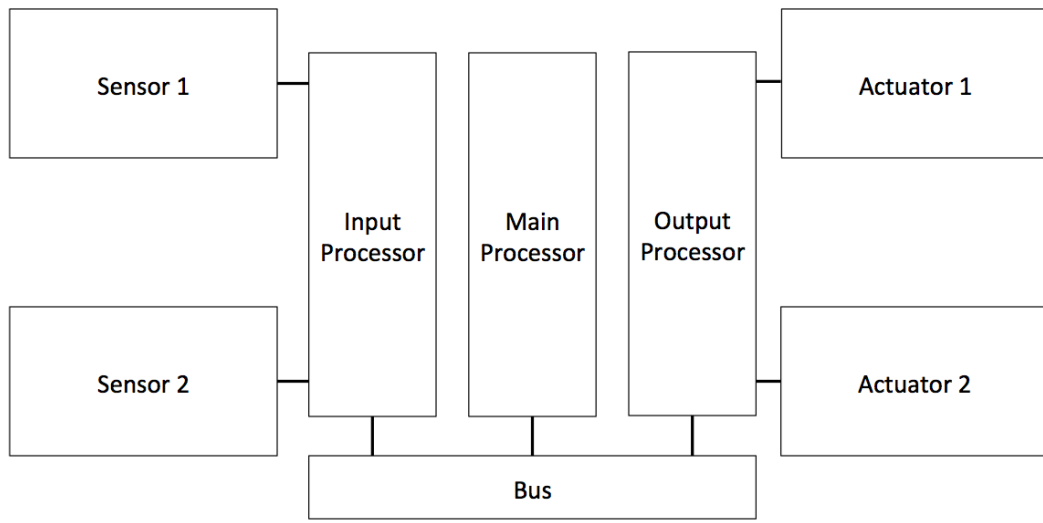 Sensor 1
Actuator 1
Input
Processor
Main
Processor
Output
Processor
Sensor 2
Actuator 2
Bus